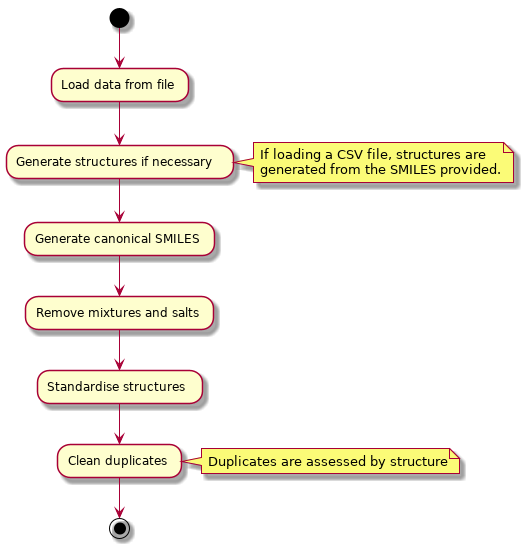 Load data from file
Generate structures if necessary
If loading a CSV file, structures are
generated from the SMILES provided.
Generate canonical SMILES
Remove mixtures and salts
Standardise structures
Clean duplicates
Duplicates are assessed by structure